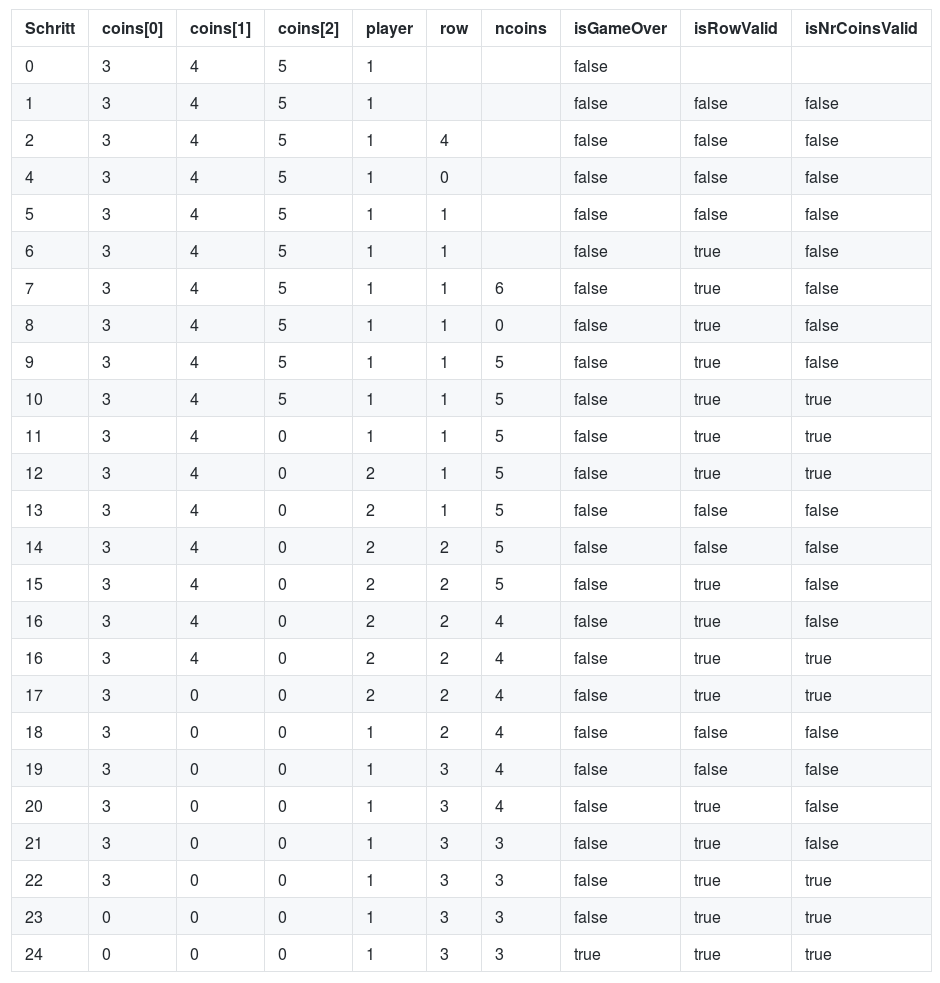 Schritt coins[0] coins[1] coins[2] player row ncoins isGameOver isRowValid isNrCoinsValid
0 3 4 5 1 false
1 3 4 5 1 false false false
2 3 4 5 1 4 false false false
4 3 4 5 1 0 false false false
5 3 4 5 1 1 false false false
6 3 4 5 1 1 false true false
7 3 4 5 1 1 6 false true false
8 3 4 5 1 1 0 false true false
9 3 4 5 1 1 5 false true false
10 3 4 5 1 1 5 false true true
11 3 4 0 1 1 5 false true true
12 3 4 0 2 1 5 false true true
13 3 4 0 2 1 5 false false false
14 3 4 0 2 2 5 false false false
15 3 4 0 2 2 5 false true false
16 3 4 0 2 2 4 false true false
16 3 4 0 2 2 4 false true true
17 3 0 0 2 2 4 false true true
18 3 0 0 1 2 4 false false false
19 3 0 0 1 3 4 false false false
20 3 0 0 1 3 4 false true false
21 3 0 0 1 3 3 false true false
22 3 0 0 1 3 3 false true true
23 0 0 0 1 3 3 false true true
24 0 0 0 1 3 3 true true true